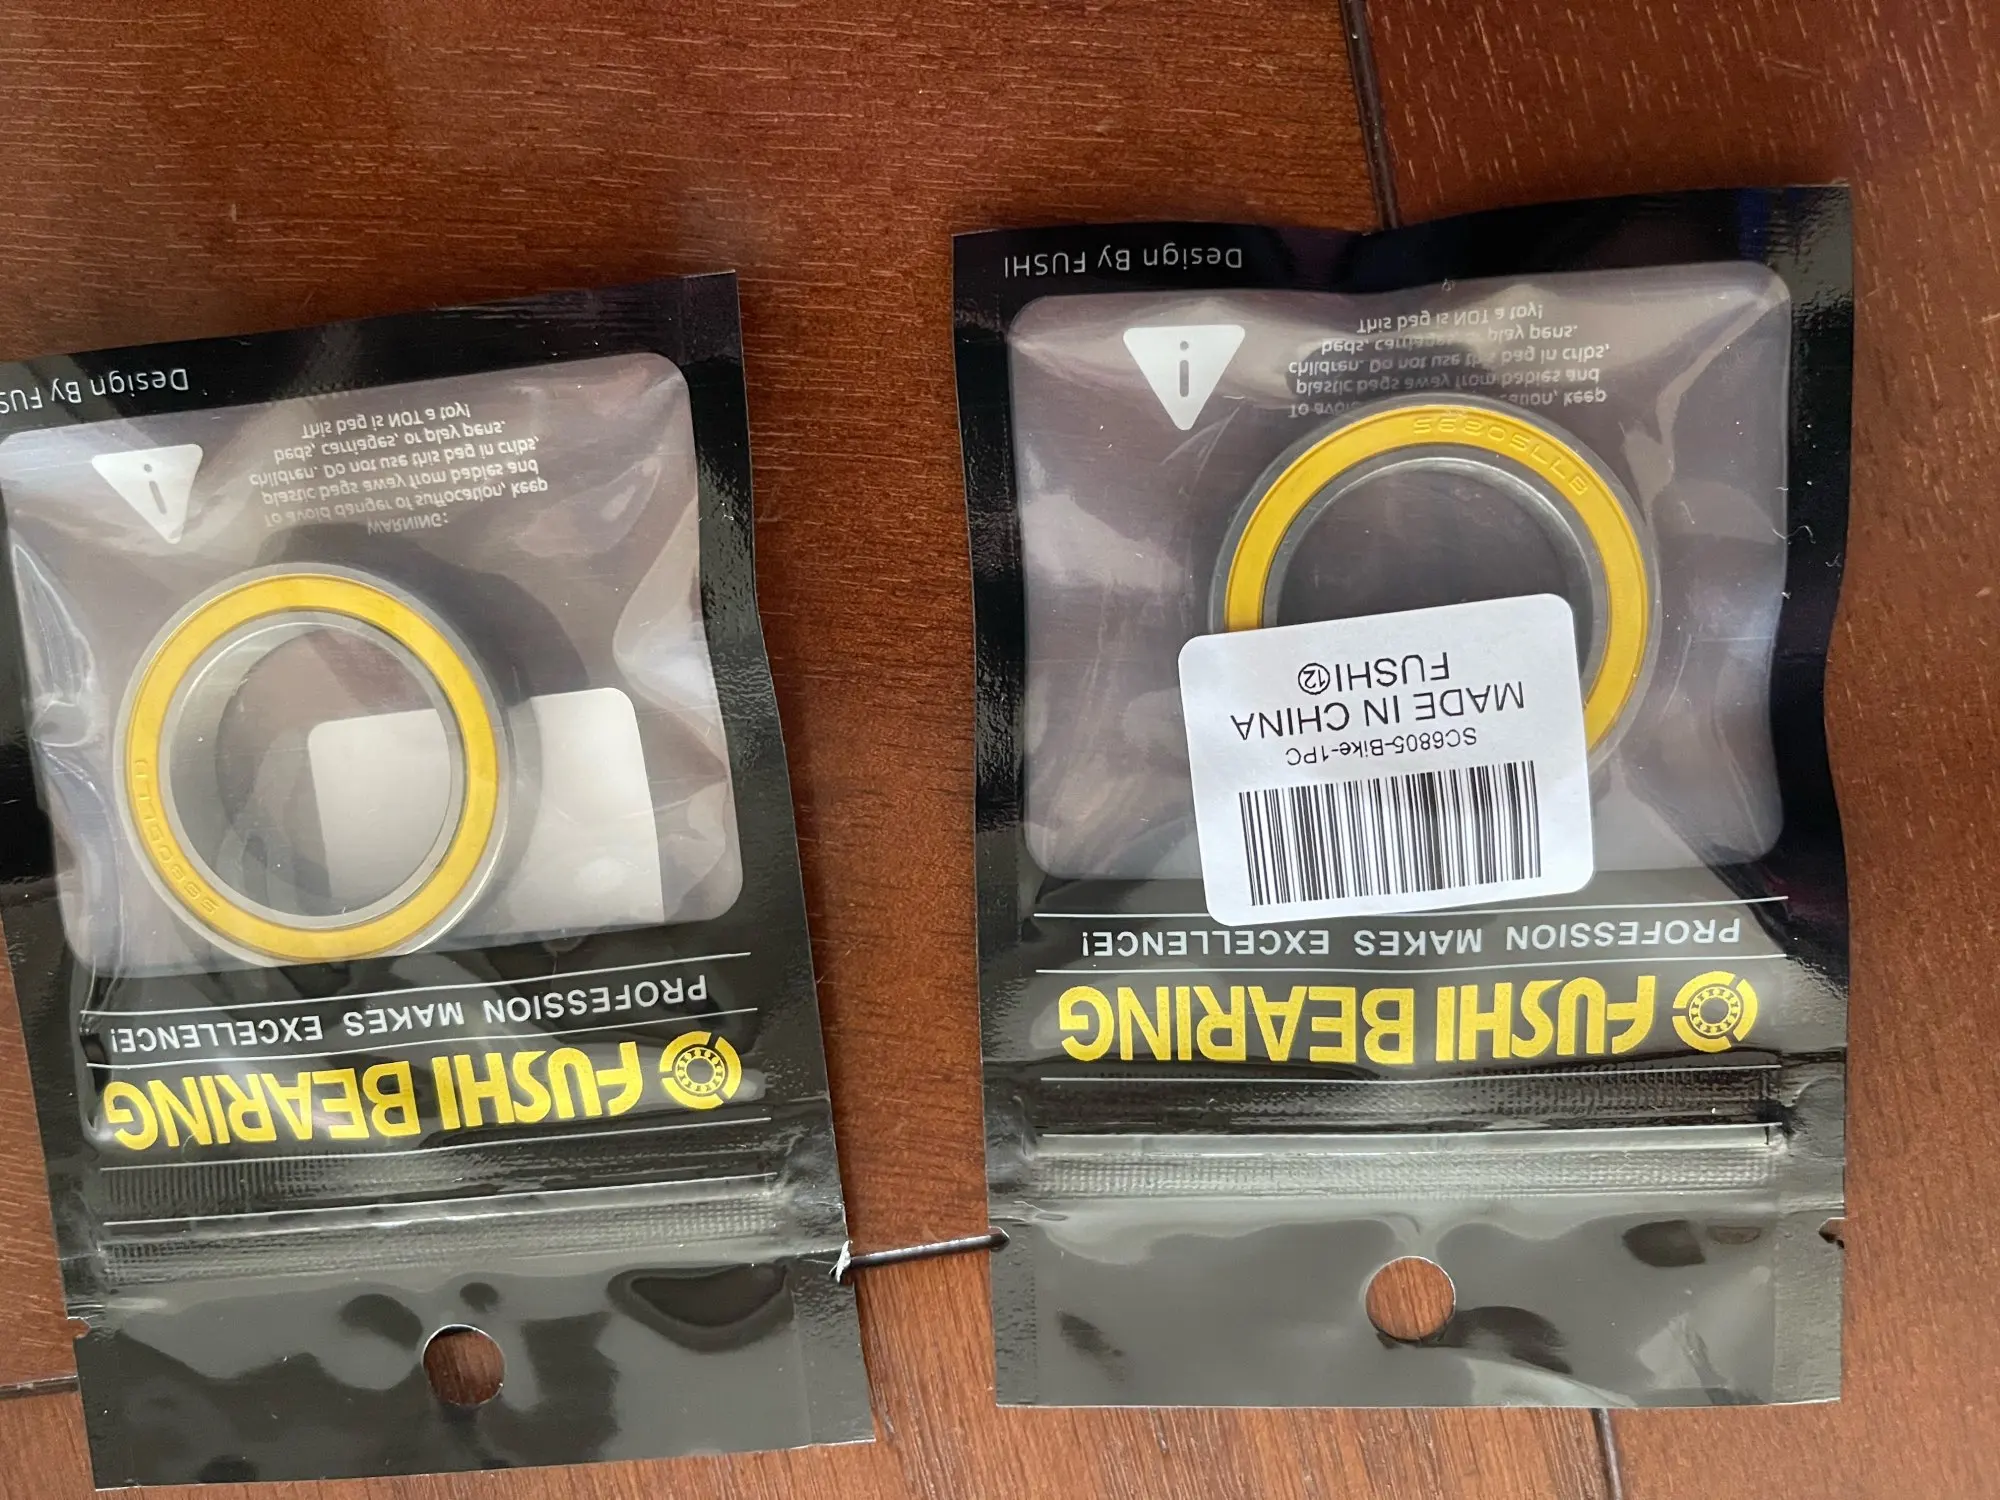 FUSHI BEARING
PROFESSION MAKES EXCELLENCE!
SC6805-Bike-1PC
MADE IN CHINA
FUSHI⑫
To keep
plastic bags away from babies and
children. Do not use this bag in cribs,
beds, carriages, or play pens.
This bag is NOT a toy!
Design By FUSHI
FUSHI BEARING
PROFESSION MAKES EXCELLENCE!
WARNING:
To avoid danger of suffocation, keep
plastic bags away from babies and
children. Do not use this bag in cribs,
beds, carriages, or play pens.
This bag is NOT a toy!
Design By